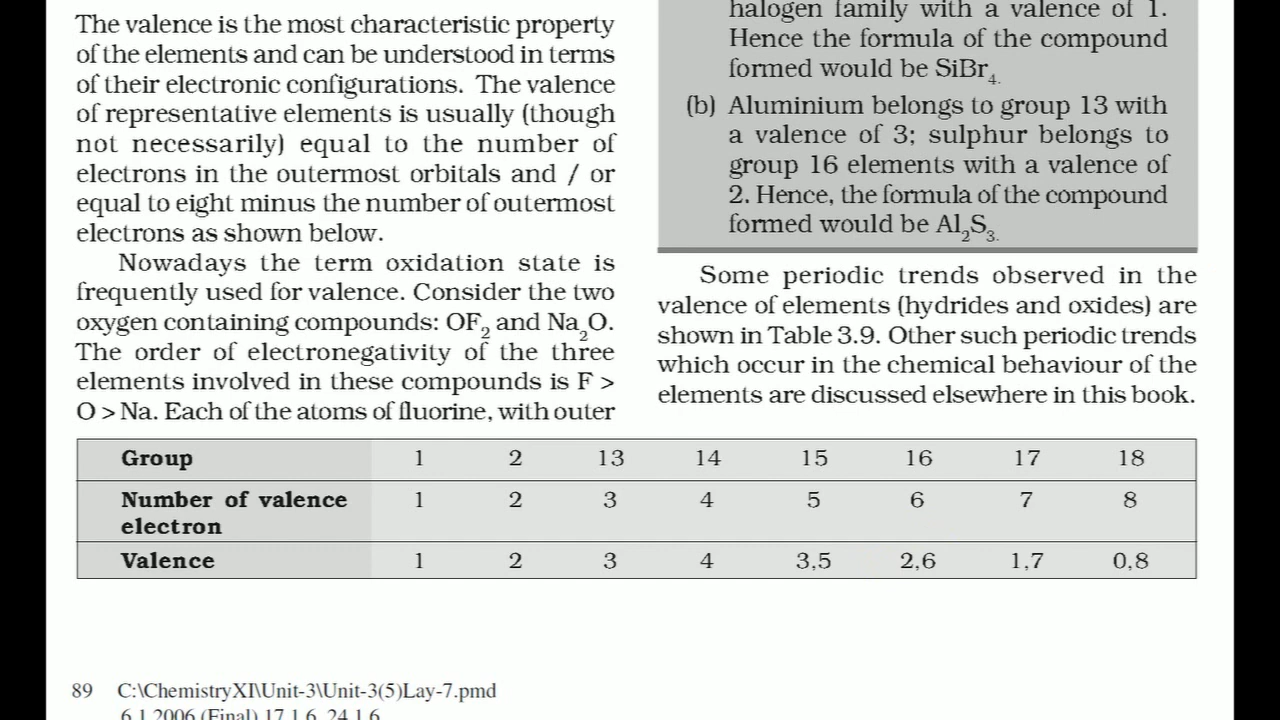 The valence is the most characteristic property
of the elements and can be understood in terms
of their electronic configurations. The valence
of representative elements is usually (though
not necessarily) equal to the number of
electrons in the outermost orbitals and / or
equal to eight minus the number of outermost
electrons as shown below.
Nowadays the term oxidation state is
frequently used for valence. Consider the two
oxygen containing compounds: OF2 and Na2O.
The order of electronegativity of the three
elements involved in these compounds is F >
O > Na. Each of the atoms of fluorine, with outer
halogen family with a valence of 1.
Hence the formula of the compound
formed would be SiBr4.
(b) Aluminium belongs to group 13 with
a valence of 3; sulphur belongs to
group 16 elements with a valence of
2. Hence, the formula of the compound
formed would be Al2S3.
Some periodic trends observed in the
valence of elements (hydrides and oxides) are
shown in Table 3.9. Other such periodic trends
which occur in the chemical behaviour of the
elements are discussed elsewhere in this book.
Group 1 2 13 14 15 16 17 18
Number of valence 1 2 3 4 5 6 7 8
electron
Valence 1 2 3 4 3,5 2,6 1,7 0,8
89 C:\ChemistryXI\Unit-3\Unit-3(5)Lay-7.pmd
6.1.2006 (Final) 17.1.6, 24.1.6